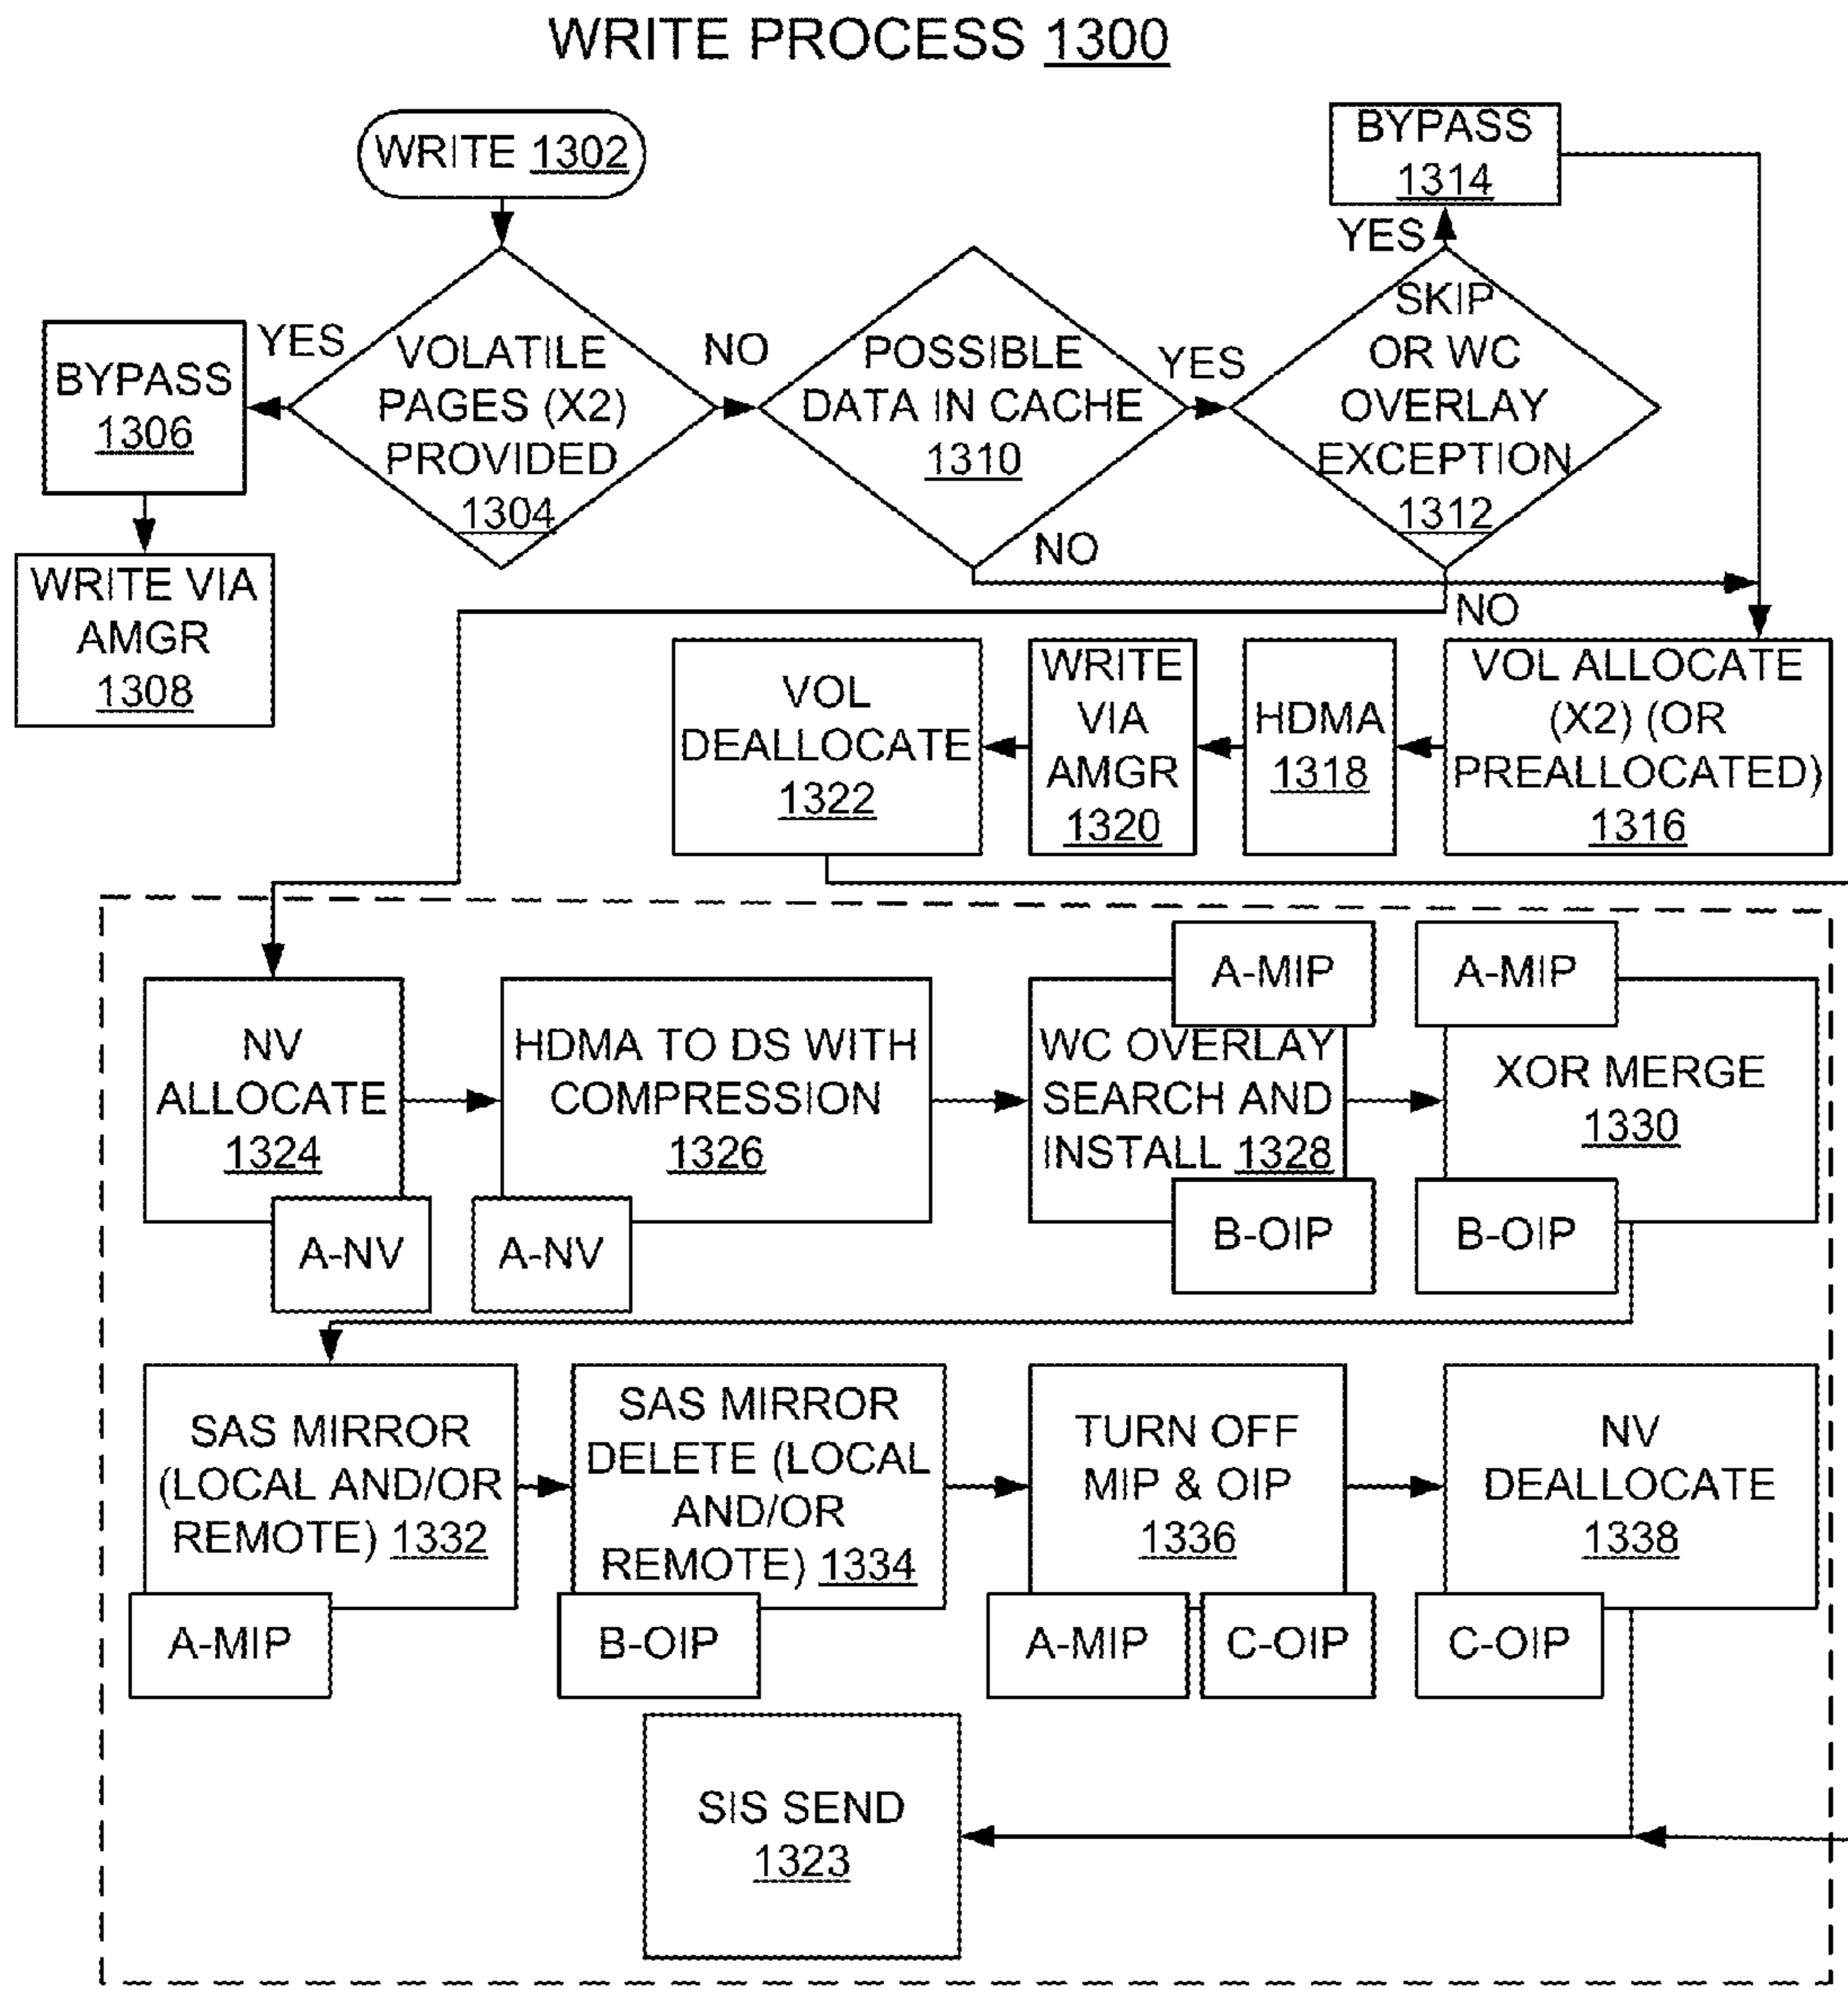 WRITE PROCESS 1300
WRITE 1302
BYPASS
1314
YES
VOLATILE
PAGES (X2)
PROVIDED
1304
YES
NO
BYPASS
1306
WRITE VIA
AMGR
1308
POSSIBLE
DATA IN CACHE
1310
YES
NO
SKIP
OR WC
OVERLAY
EXCEPTION
1312
NO
VOL ALLOCATE
(X2) (OR
PREALLOCATED)
1316
HDMA
1318
WRITE
VIA
AMGR
1320
VOL
DEALLOCATE
1322
NV
ALLOCATE
1324
A-NV
HDMA TO DS WITH
COMPRESSION
1326
A-NV
A-MIP
WC OVERLAY
SEARCH AND
INSTALL 1328
B-OIP
A-MIP
XOR MERGE
1330
B-OIP
SAS MIRROR
(LOCAL AND/OR
REMOTE) 1332
A-MIP
SAS MIRROR
DELETE (LOCAL
AND/OR
REMOTE) 1334
B-OIP
TURN OFF
MIP & OIP
1336
A-MIP
C-OIP
NV
DEALLOCATE
1338
C-OIP
SIS SEND
1323